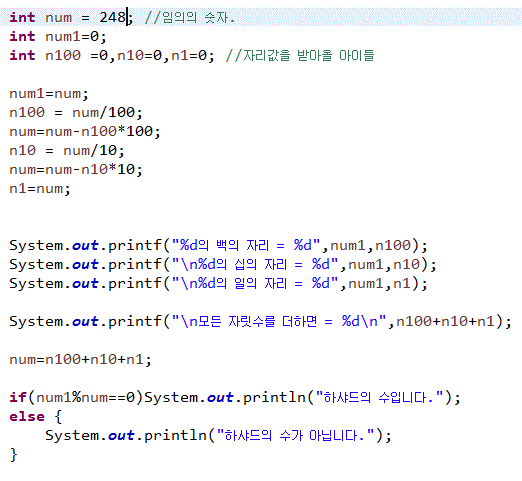 int num = 248; //임의의 숫자.
int num1=0;
int n100 =0,n10=0,n1=0; //자리값을 받아올 아이들
num1=num;
n100 = num/100;
num=num-n100*100;
n10 = num/10;
num=num-n10*10;
n1=num;
System.out.printf("%d의 백의 자리 = %d",num1,n100);
System.out.printf("\n%d의 십의 자리 = %d",num1,n10);
System.out.printf("\n%d의 일의 자리 = %d",num1,n1);
System.out.printf("\n모든 자릿수를 더하면 = %d\n",n100+n10+n1);
num=n100+n10+n1;
if(num1%num==0)System.out.println("하샤드의 수입니다.");
else {
    System.out.println("하샤드의 수가 아닙니다.");
}